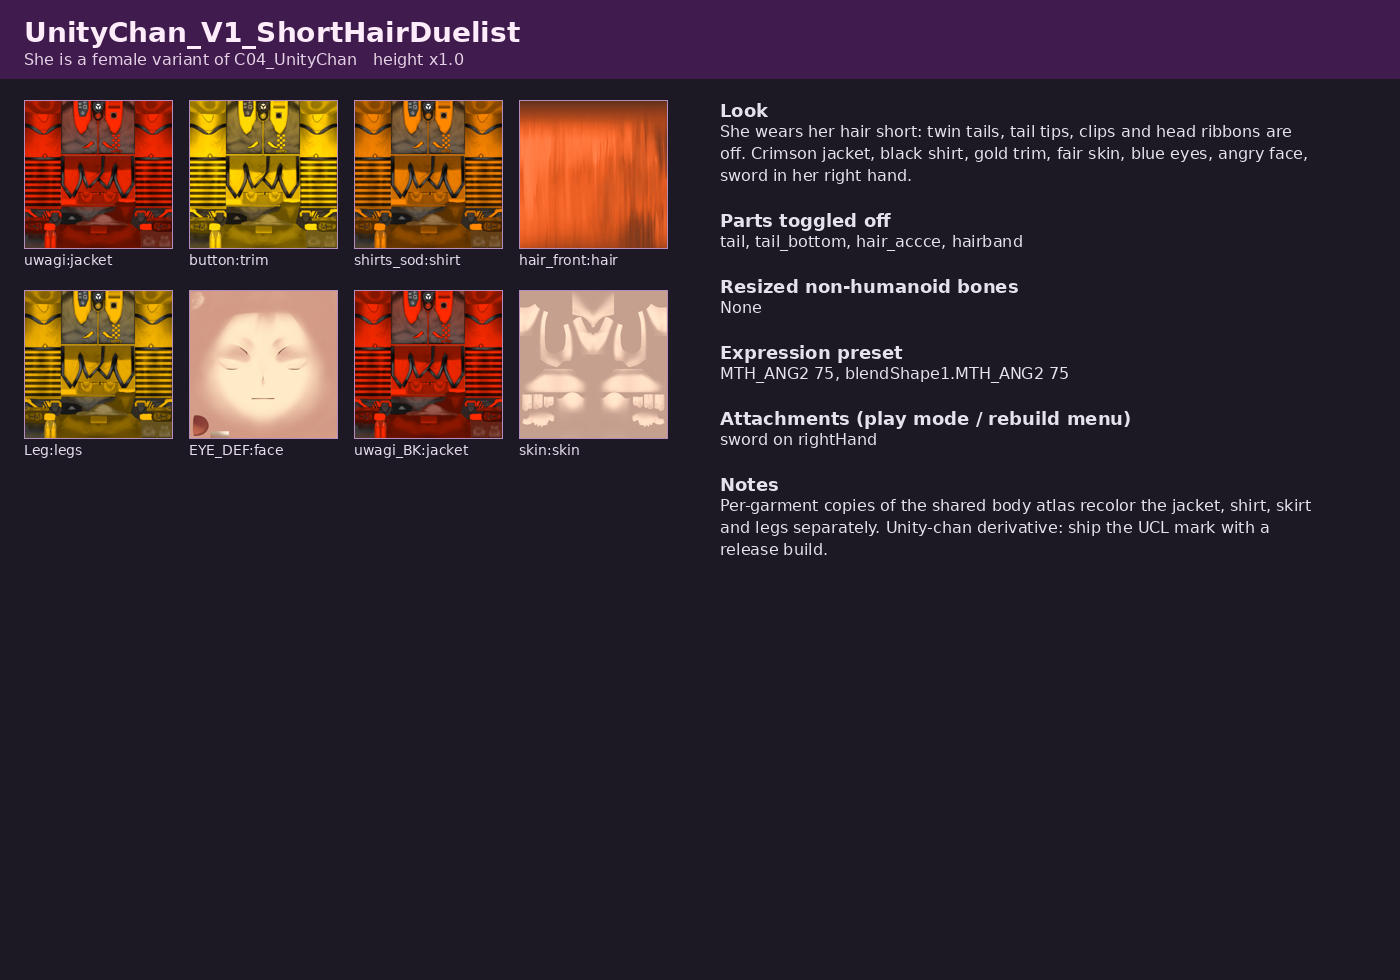 UnityChan_V1_ShortHairDuelist
She is a female variant of C04_UnityChan height x1.0
uwagi:jacket
button:trim
shirts_sod:shirt
hair_front:hair
Leg:legs
EYE_DEF:face
uwagi_BK:jacket
skin:skin
Look
She wears her hair short: twin tails, tail tips, clips and head ribbons are
off. Crimson jacket, black shirt, gold trim, fair skin, blue eyes, angry face,
sword in her right hand.
Parts toggled off
tail, tail_bottom, hair_accce, hairband
Resized non-humanoid bones
None
Expression preset
MTH_ANG2 75, blendShape1.MTH_ANG2 75
Attachments (play mode / rebuild menu)
sword on rightHand
Notes
Per-garment copies of the shared body atlas recolor the jacket, shirt, skirt
and legs separately. Unity-chan derivative: ship the UCL mark with a
release build.